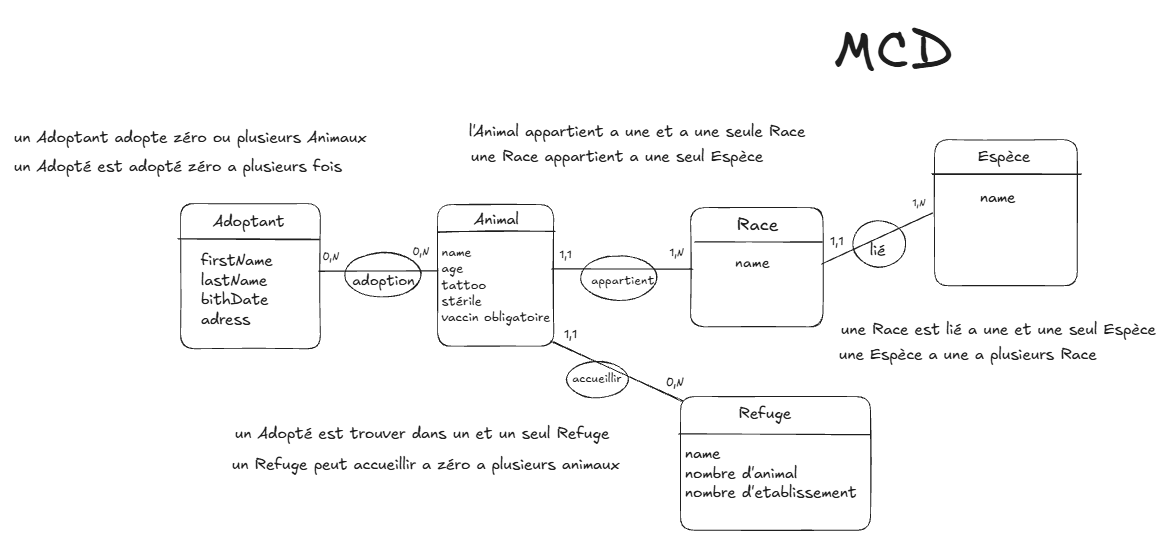 MCD
un Adoptant adopte zéro ou plusieurs Animaux
un Adopté est adopté zéro a plusieurs fois
l'Animal appartient a une et a une seule Race
une Race appartient a une seul Espèce
Adoptant
firstName
lastName
bithDate
adress
0,N
adoption
0,N
Animal
name
age
tattoo
stérile
vaccin obligatoire
1,1
appartient
1,N
Race
name
1,1
lié
1,N
Espèce
name
une Race est lié a une et une seul Espèce
une Espèce a une a plusieurs Race
1,1
accueillir
0,N
Refuge
name
nombre d'animal
nombre d'etablissement
un Adopté est trouver dans un et un seul Refuge
un Refuge peut accueillir a zéro a plusieurs animaux